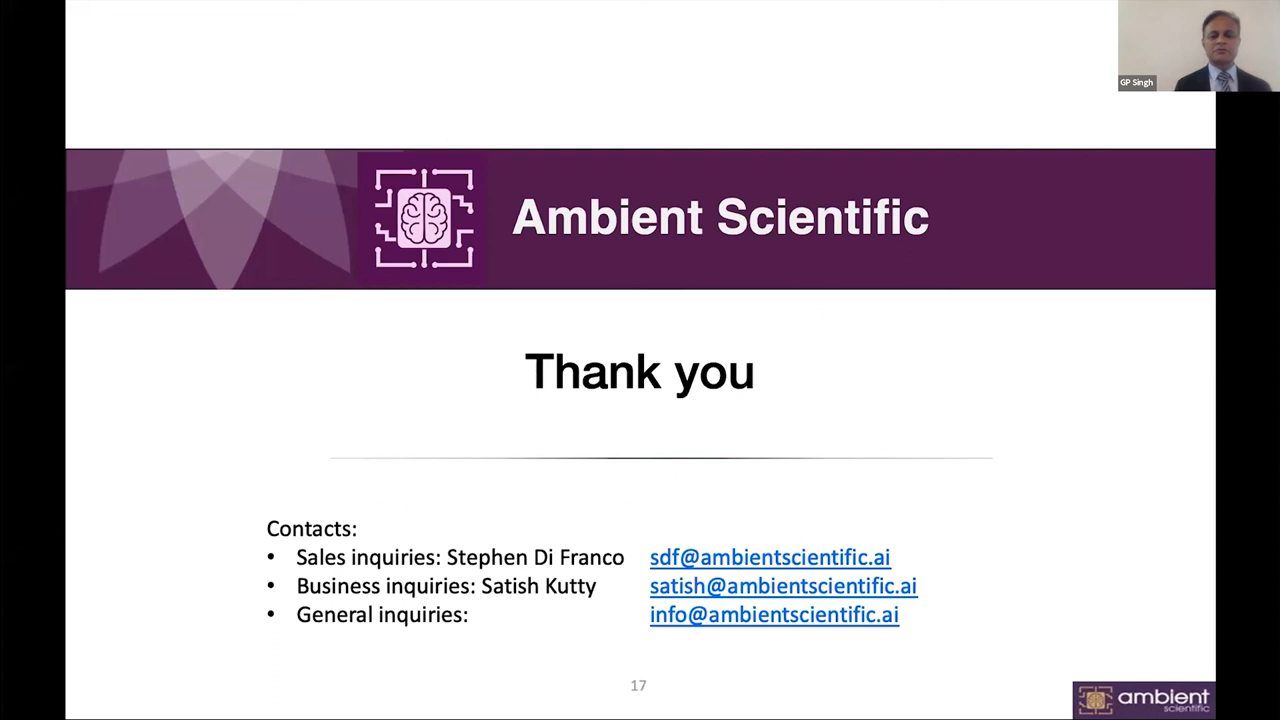 GP Singh
Ambient Scientific
Thank you
Contacts:
• Sales inquiries: Stephen Di Franco sdf@ambientscientific.ai
• Business inquiries: Satish Kutty satish@ambientscientific.ai
• General inquiries: info@ambientscientific.ai
17
ambient
scientific